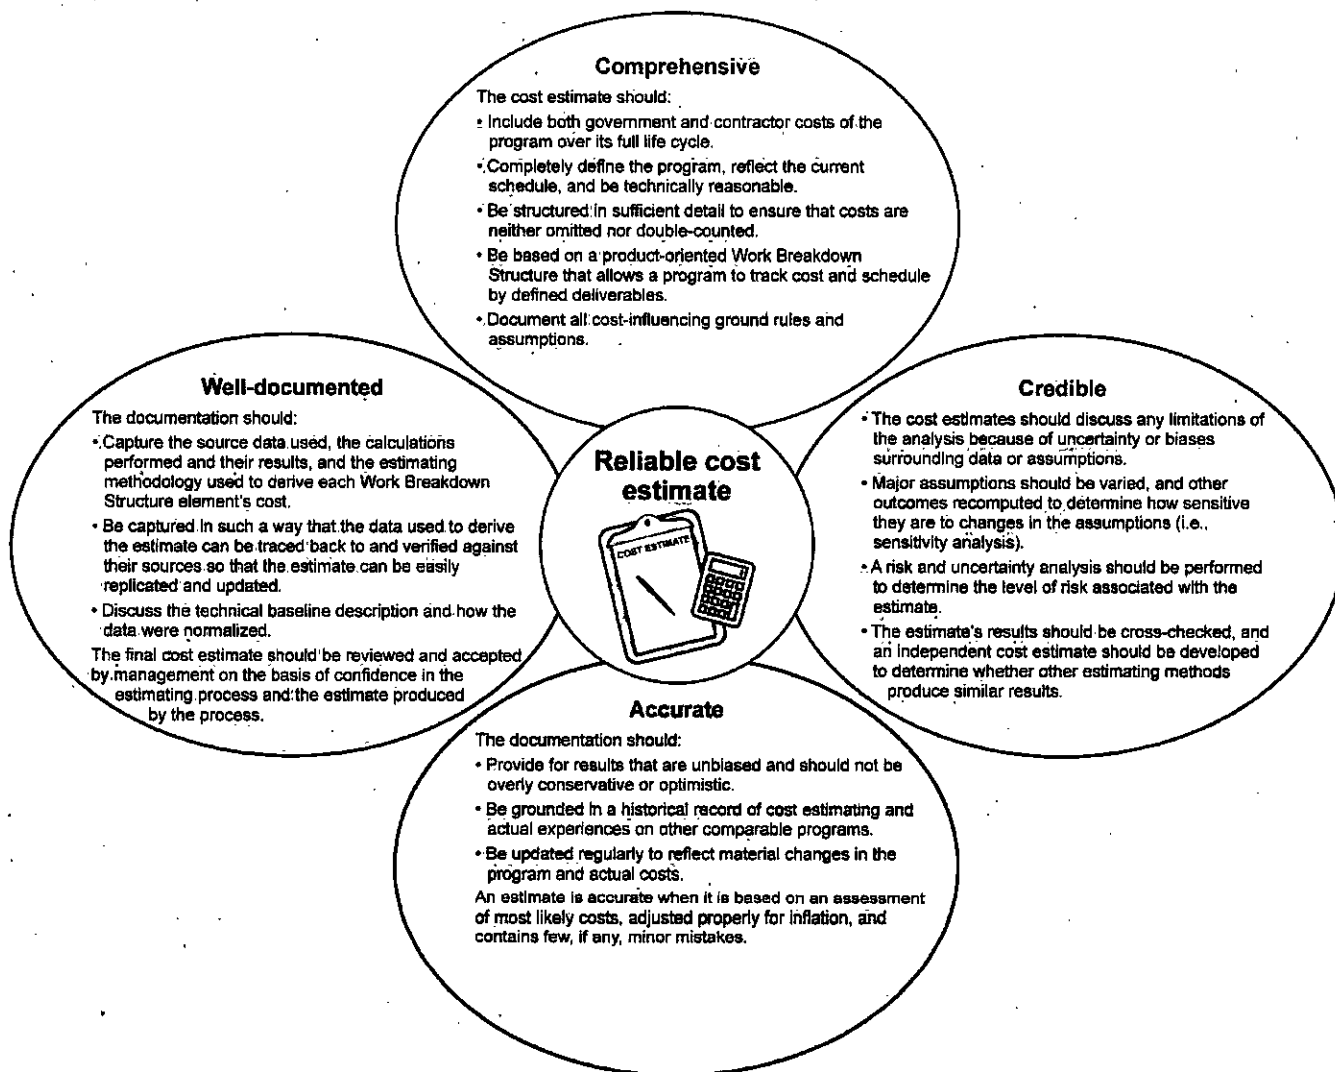 Comprehensive
The cost estimate should:
• Include both government and contractor costs of the
program over its full life cycle.
• Completely define the program, reflect the current
schedule, and be technically reasonable.
• Be structured in sufficient detail to ensure that costs are
neither omitted nor double-counted.
• Be based on a product-oriented Work Breakdown
Structure that allows a program to track cost and schedule
by defined deliverables.
• Document all cost-influencing ground rules and
assumptions.
Well-documented
The documentation should:
• Capture the source data used, the calculations
performed and their results, and the estimating
methodology used to derive each Work Breakdown
Structure element's cost.
• Be captured in such a way that the data used to derive
the estimate can be traced back to and verified against
their sources so that the estimate can be easily
replicated and updated.
• Discuss the technical baseline description and how the
data were normalized.
The final cost estimate should be reviewed and accepted
by management on the basis of confidence in the
estimating process and the estimate produced
by the process.
Reliable cost
estimate
COST ESTIMATE
Credible
• The cost estimates should discuss any limitations of
the analysis because of uncertainty or biases
surrounding data or assumptions.
• Major assumptions should be varied, and other
outcomes recomputed to determine how sensitive
they are to changes in the assumptions (i.e.,
sensitivity analysis).
• A risk and uncertainty analysis should be performed
to determine the level of risk associated with the
estimate.
• The estimate's results should be cross-checked, and
an independent cost estimate should be developed
to determine whether other estimating methods
produce similar results.
Accurate
The documentation should:
• Provide for results that are unbiased and should not be
overly conservative or optimistic.
• Be grounded in a historical record of cost estimating and
actual experiences on other comparable programs.
• Be updated regularly to reflect material changes in the
program and actual costs.
An estimate is accurate when it is based on an assessment
of most likely costs, adjusted properly for inflation, and
contains few, if any, minor mistakes.